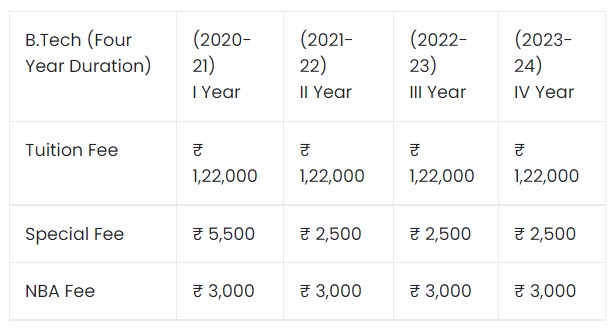 B.Tech (Four Year Duration) (2020-21) I Year (2021-22) II Year (2022-23) III Year (2023-24) IV Year
Tuition Fee ₹ 1,22,000 ₹ 1,22,000 ₹ 1,22,000 ₹ 1,22,000
Special Fee ₹ 5,500 ₹ 2,500 ₹ 2,500 ₹ 2,500
NBA Fee ₹ 3,000 ₹ 3,000 ₹ 3,000 ₹ 3,000